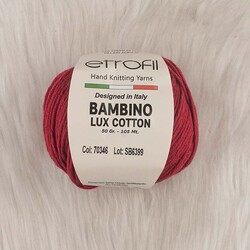 etrofil
Hand Knitting Yarns
Designed in Italy
BAMBINO
LUX COTTON
50 Gr. - 105 Mt.
Col: 70346 Lot: SB6399